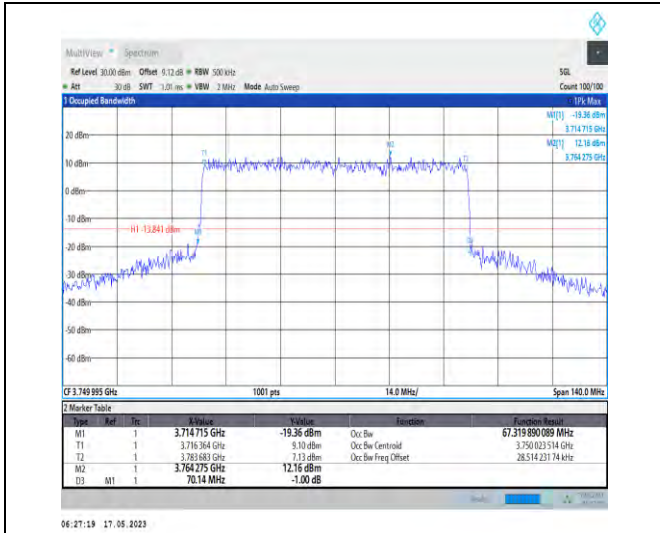 MultiView Spectrum
Ref Level 30.00 dBm Offset 9.12 dB RBW 500 kHz SGL
Att 30 dB SWT 1.01 ms VBW 2 MHz Mode Auto Sweep Count 100/100
1 Occupied Bandwidth 1Pk Max
M1[1] -19.36 dBm
3.714 715 GHz
M2[1] 12.16 dBm
3.764 275 GHz
20 dBm
M2
T1
T2
10 dBm
0 dBm
-10 dBm
H1 -13.841 dBm
M1
-20 dBm
-30 dBm
-40 dBm
-50 dBm
-60 dBm
CF 3.749 995 GHz 1001 pts 14.0 MHz/ Span 140.0 MHz
2 Marker Table
Type Ref Trc X-Value Y-Value Function Function Result
M1 1 3.714 715 GHz -19.36 dBm Occ Bw 67.319 890 089 MHz
T1 1 3.716 364 GHz 9.10 dBm Occ Bw Centroid 3.750 023 514 GHz
T2 1 3.783 683 GHz 7.13 dBm Occ Bw Freq Offset 28.514 231 74 kHz
M2 1 3.764 275 GHz 12.16 dBm
D3 M1 1 70.14 MHz -1.00 dB
06:27:19 17.05.2023